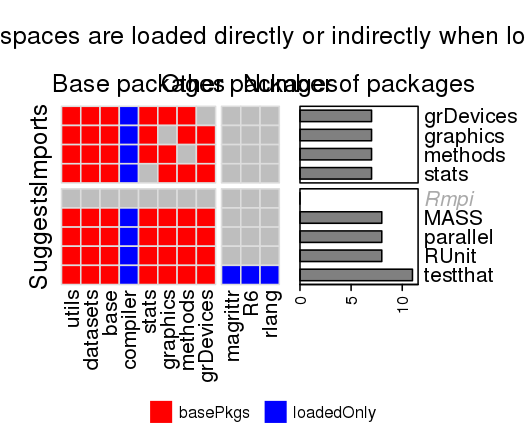 spaces are loaded directly or indirectly when lo
Base packages Other packages Number of packages
Imports
Suggests
grDevices
graphics
methods
stats
Rmpi
MASS
parallel
RUnit
testthat
utils
datasets
base
compiler
stats
graphics
methods
grDevices
magrittr
R6
rlang
0
5
10
basePkgs
loadedOnly